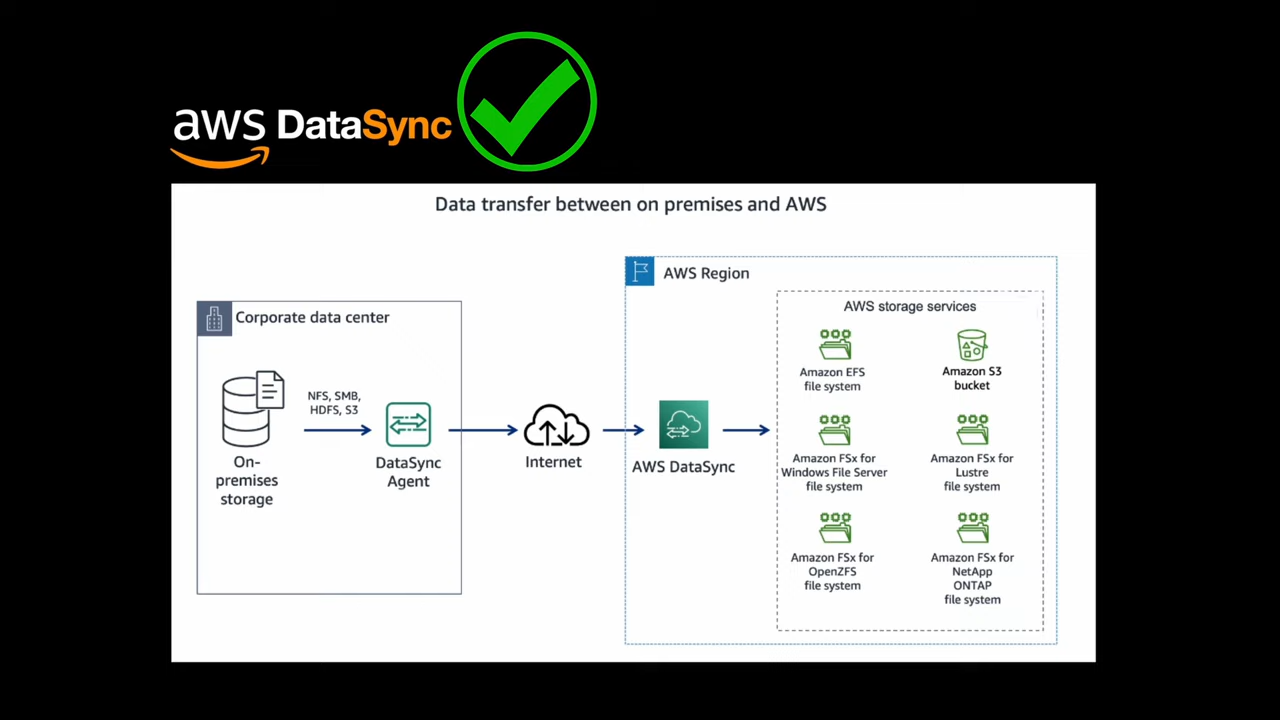 aws DataSync
Data transfer between on premises and AWS
AWS Region
AWS storage services
Corporate data center
Amazon EFS
file system
Amazon S3
bucket
NFS, SMB,
HDFS, S3
On-
premises
storage
DataSync
Agent
Internet
AWS DataSync
Amazon FSx for
Windows File Server
file system
Amazon FSx for
Lustre
file system
Amazon FSx for
OpenZFS
file system
Amazon FSx for
NetApp
ONTAP
file system